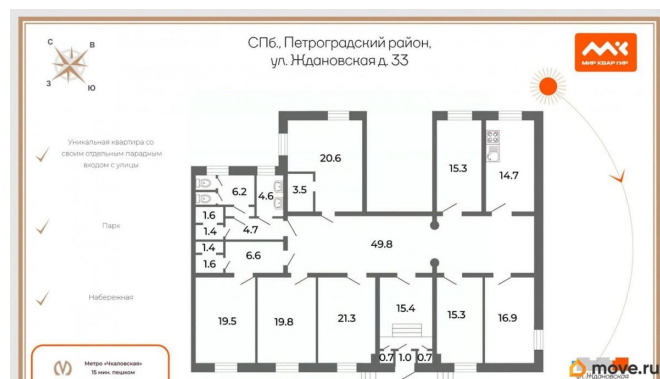 СПб., Петроградский район,
ул. Ждановская д. 33
МИР КВАРТИР
С
В
З
Ю
Уникальная квартира со
своим отдельным парадным
входом с улицы
Парк
Набережная
Метро «Чкаловская»
15 мин. пешком
20.6
15.3
14.7
3.5
6.2
4.6
1.6
1.4
4.7
49.8
1.4
1.6
6.6
19.5
19.8
21.3
15.4
15.3
16.9
0.7
1.0
0.7
ул. Ждановская
move.ru